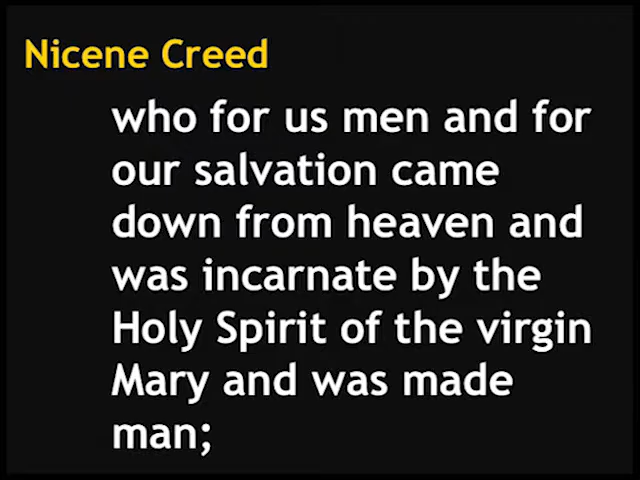 Nicene Creed
who for us men and for
our salvation came
down from heaven and
was incarnate by the
Holy Spirit of the virgin
Mary and was made
man;